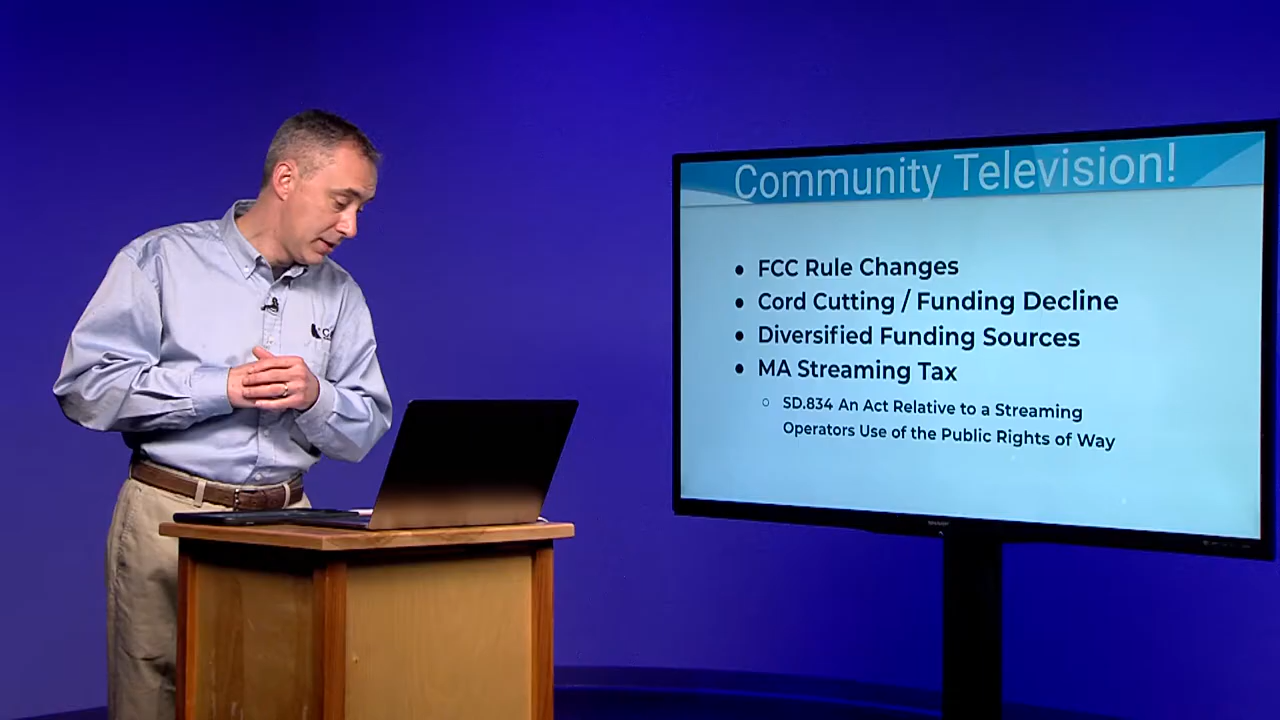 Community Television!
FCC Rule Changes
Cord Cutting / Funding Decline
Diversified Funding Sources
MA Streaming Tax
SD.834 An Act Relative to a Streaming
Operators Use of the Public Rights of Way
SHARP